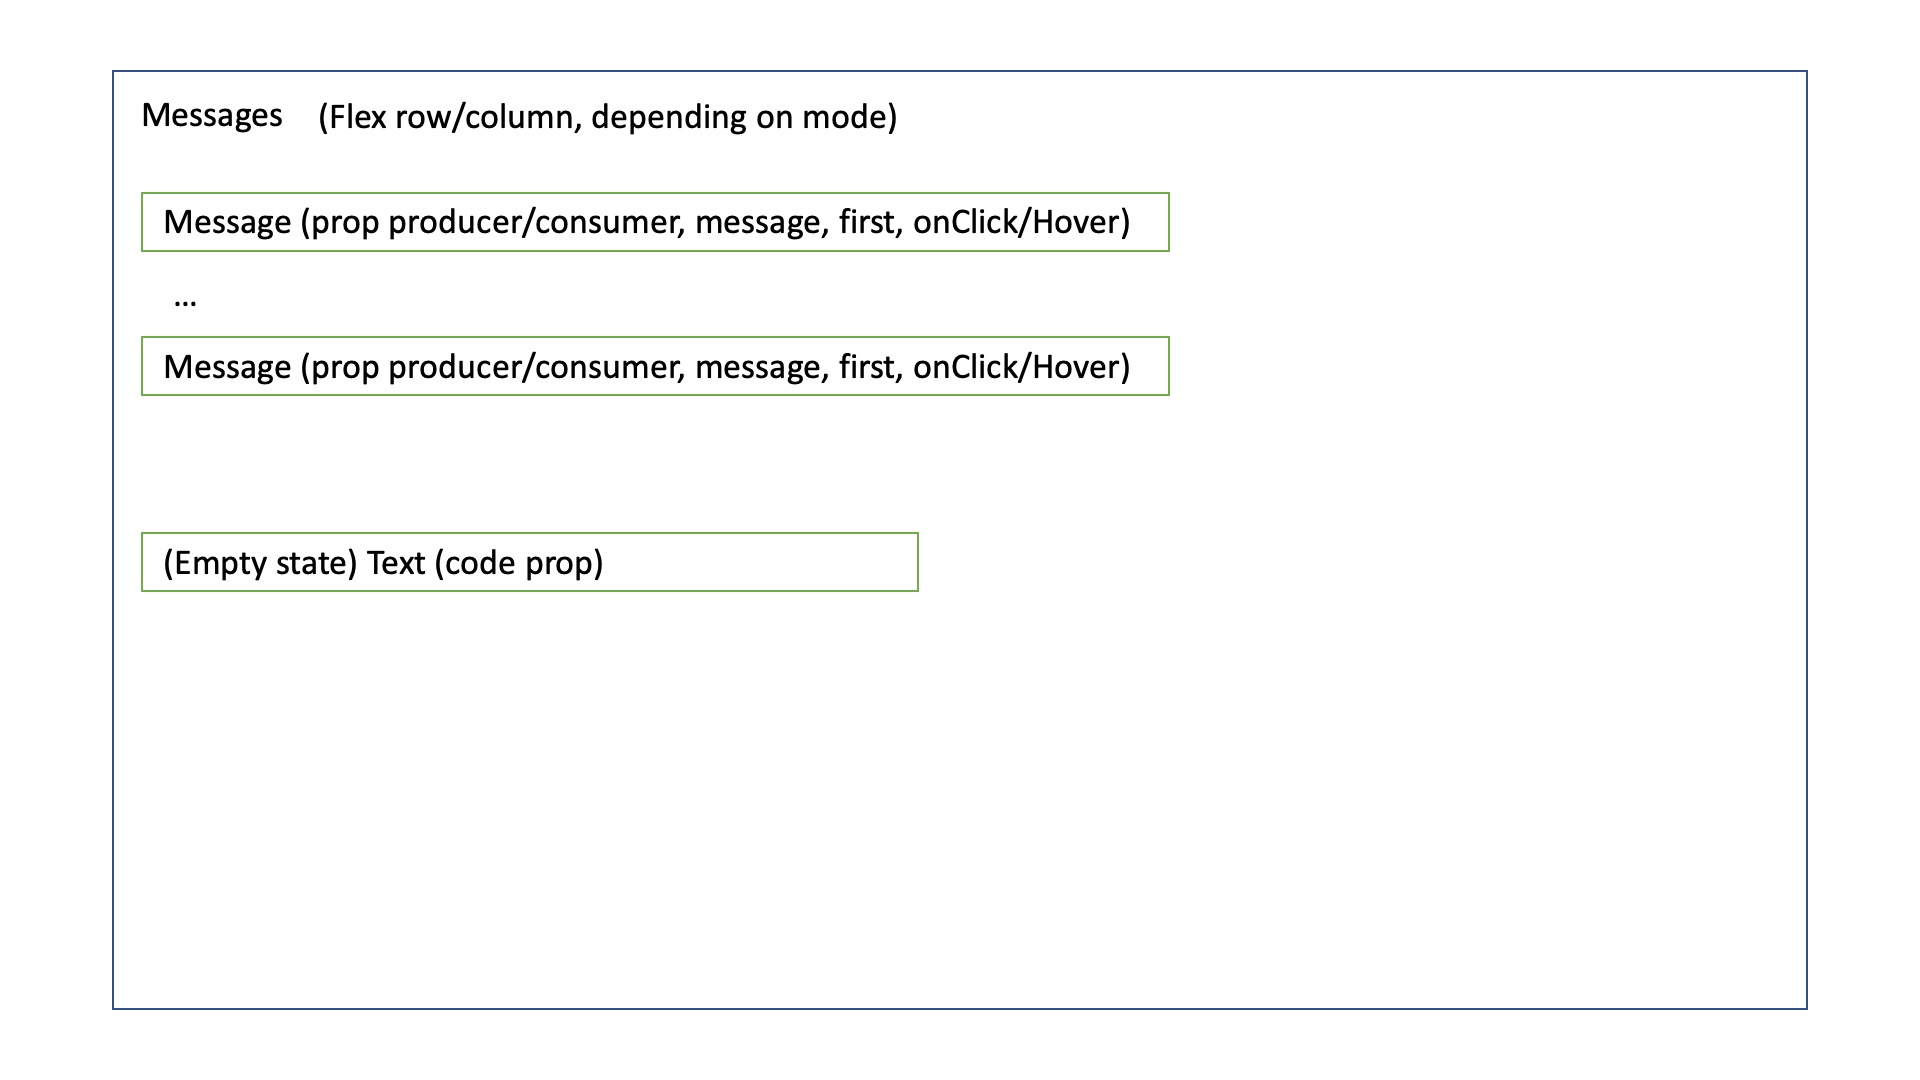 Messages (Flex row/column, depending on mode)
Message (prop producer/consumer, message, first, onClick/Hover)
...
Message (prop producer/consumer, message, first, onClick/Hover)
(Empty state) Text (code prop)